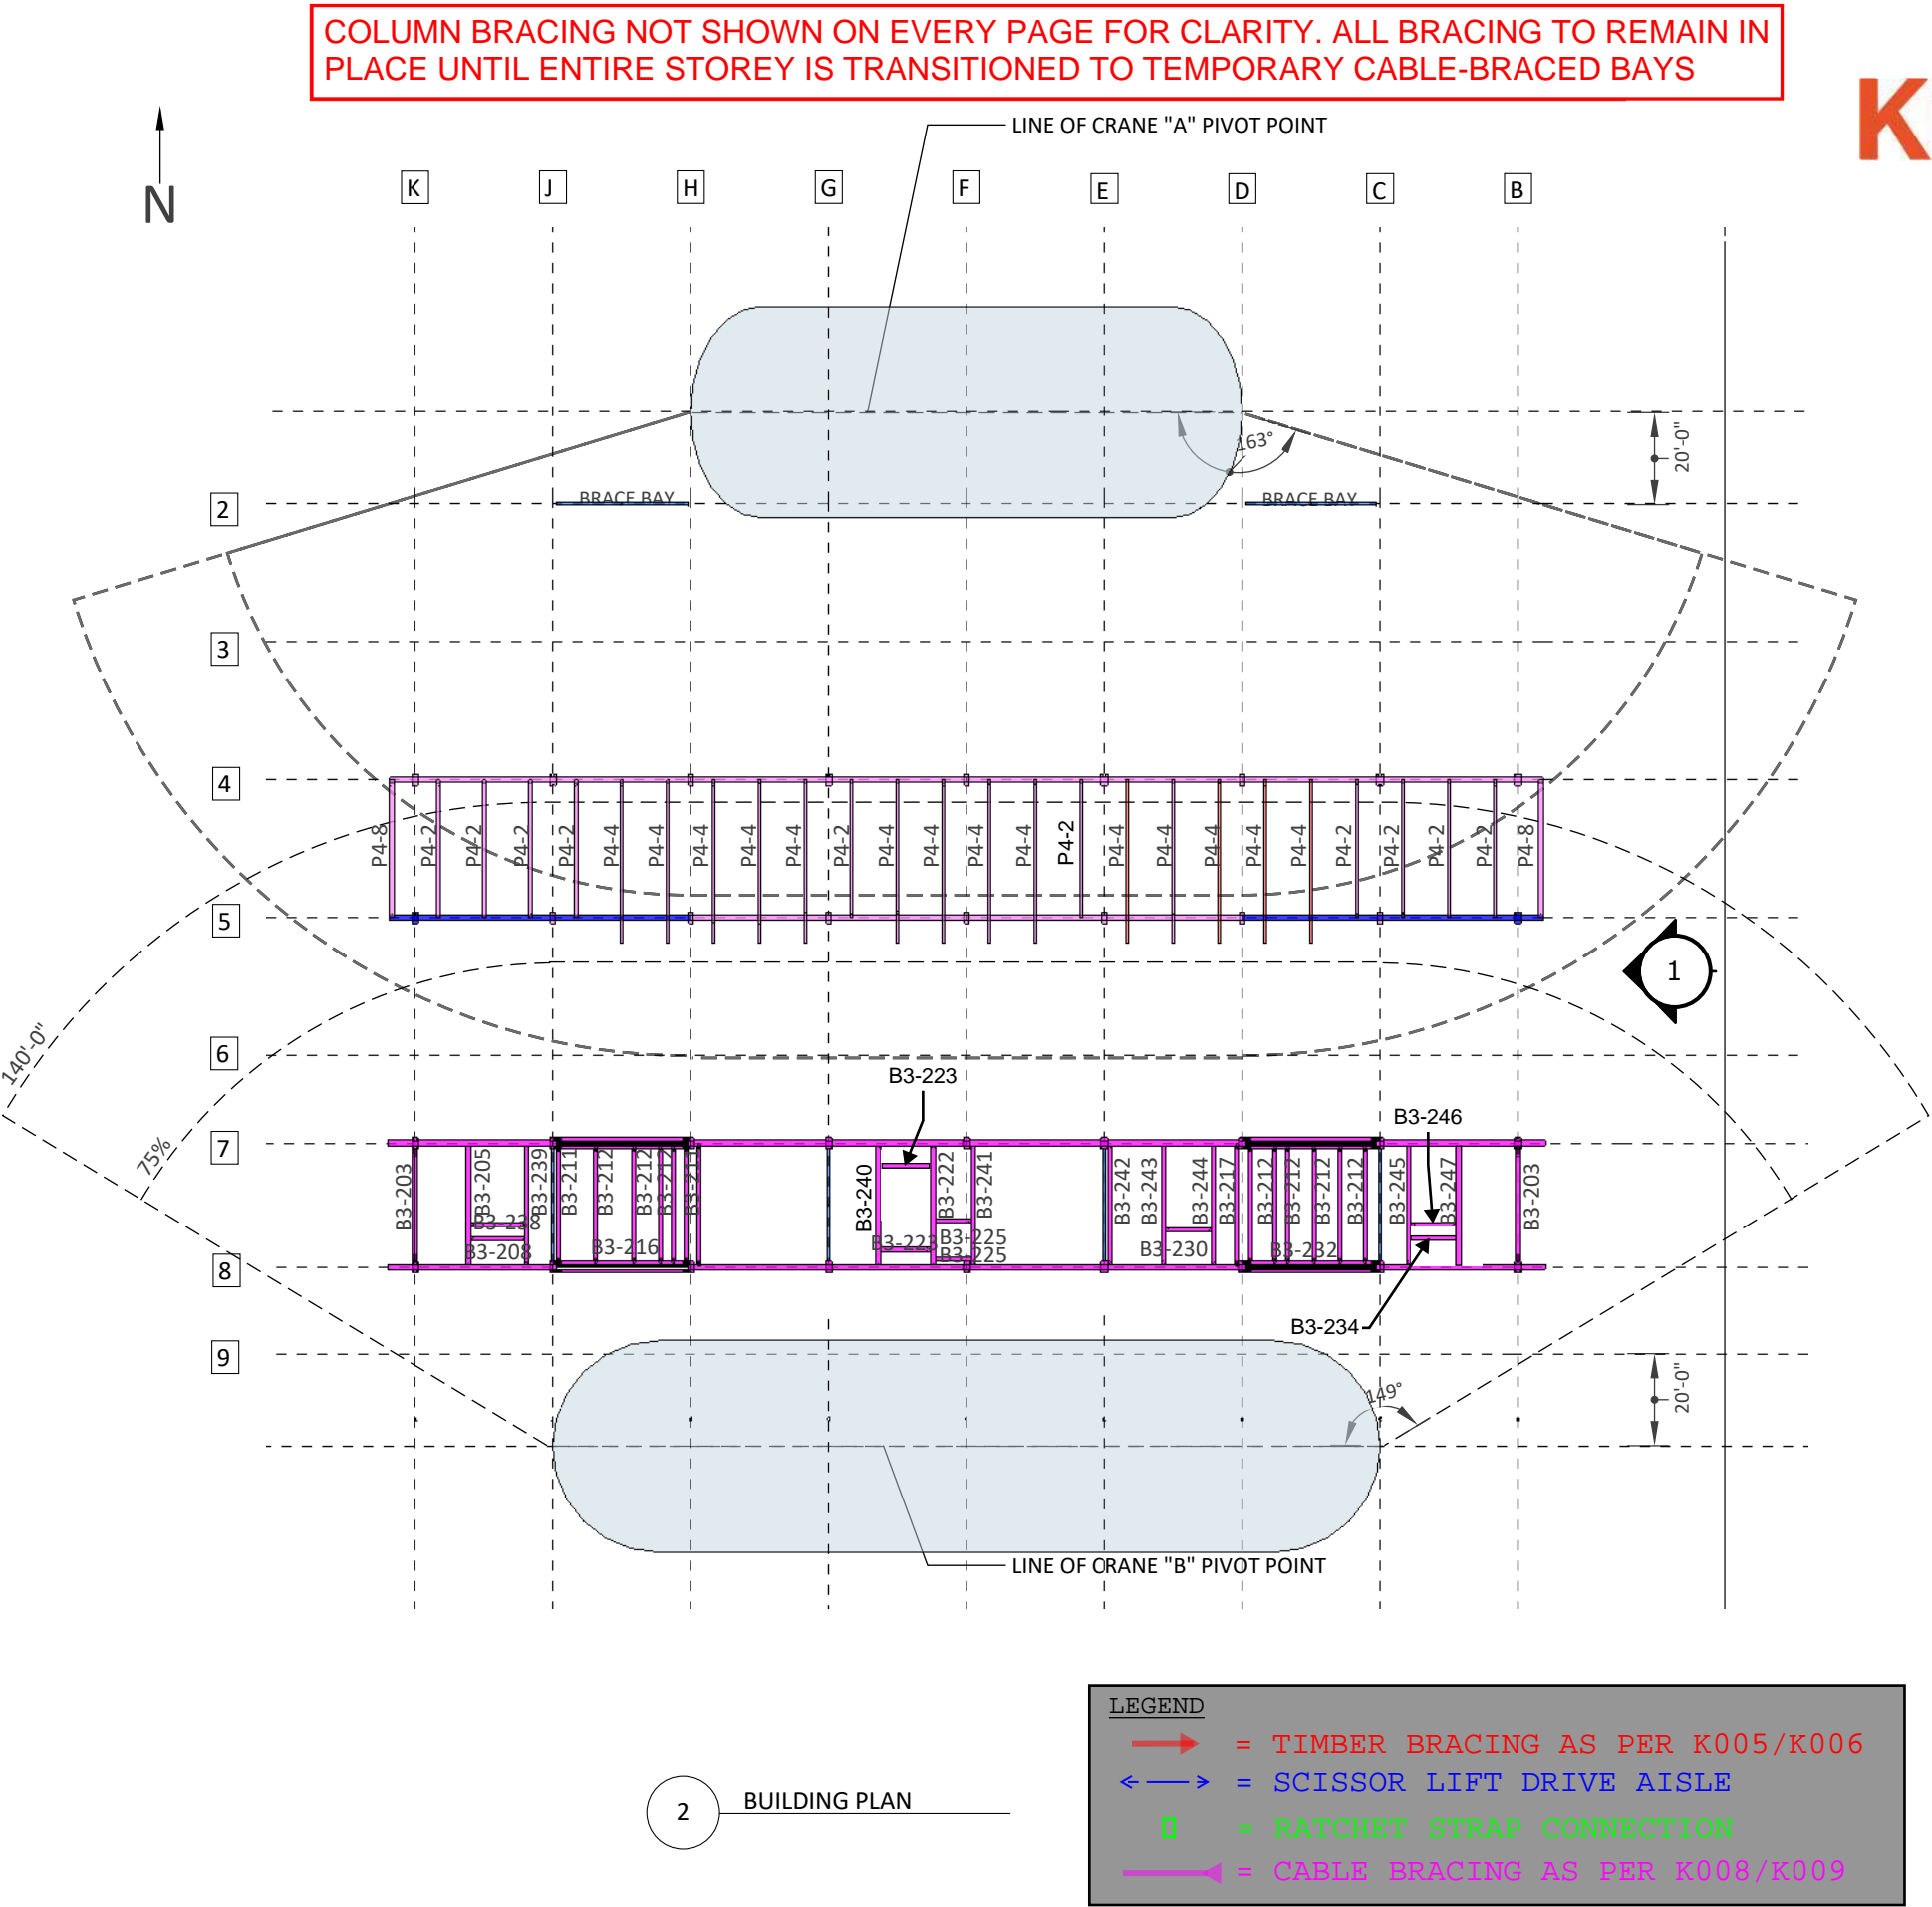 COLUMN BRACING NOT SHOWN ON EVERY PAGE FOR CLARITY. ALL BRACING TO REMAIN IN
PLACE UNTIL ENTIRE STOREY IS TRANSITIONED TO TEMPORARY CABLE-BRACED BAYS
K
LINE OF CRANE "A" PIVOT POINT
N
K J H G F E D C B
163°
20'-0"
2
BRACE BAY BRACE BAY
3
4
P4-8 P4-2 P4-2 P4-2 P4-2 P4-4 P4-4 P4-4 P4-4 P4-4 P4-2 P4-4 P4-4 P4-4 P4-4 P4-2 P4-4 P4-4 P4-4 P4-4 P4-4 P4-2 P4-2 P4-2 P4-2 P4-8
5
1
6
140'-0"
75%
B3-223
B3-246
7
B3-203 B3-205 B3-239 B3-211 B3-212 B3-212 B3-212 B3-211 B3-240 B3-222 B3-241 B3-242 B3-243 B3-244 B3-217 B3-212 B3-212 B3-212 B3-212 B3-245 B3-247 B3-203
B3-238
B3-208 B3-216 B3-223 B3-225 B3-230 B3-232
B3-225
8
B3-234
9
149°
20'-0"
LINE OF CRANE "B" PIVOT POINT
2 BUILDING PLAN
LEGEND
= TIMBER BRACING AS PER K005/K006
= SCISSOR LIFT DRIVE AISLE
= RATCHET STRAP CONNECTION
= CABLE BRACING AS PER K008/K009